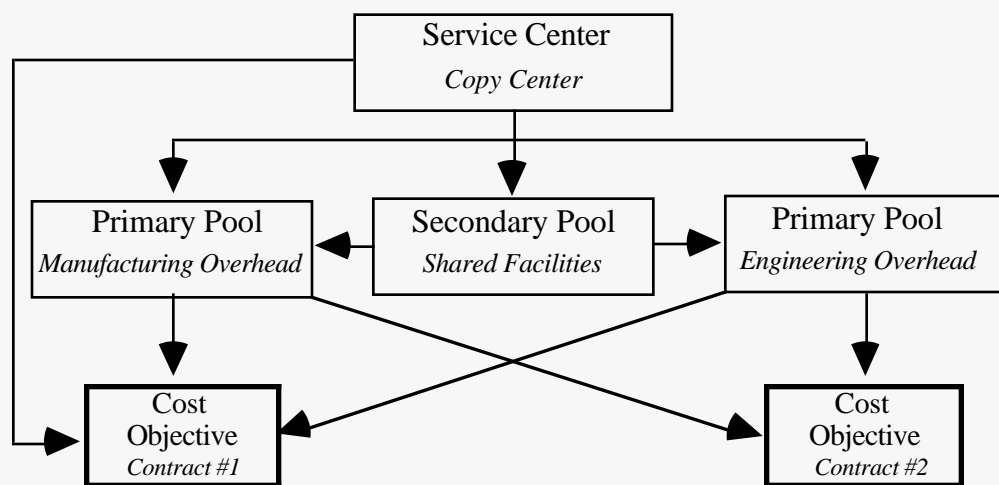 Service Center
Copy Center
Primary Pool
Manufacturing Overhead
Secondary Pool
Shared Facilities
Primary Pool
Engineering Overhead
Cost
Objective
Contract #1
Cost
Objective
Contract #2